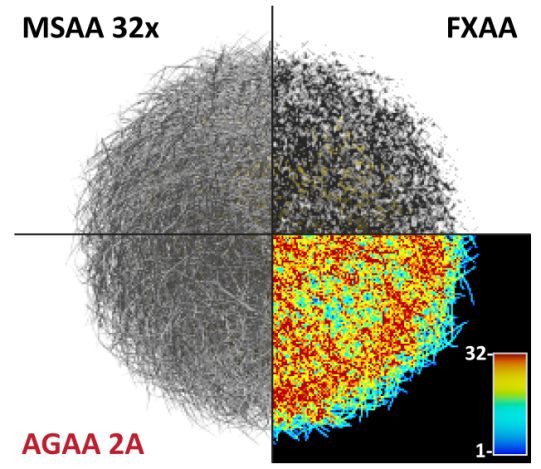 MSAA 32x
FXAA
32-
1-
AGAA 2A